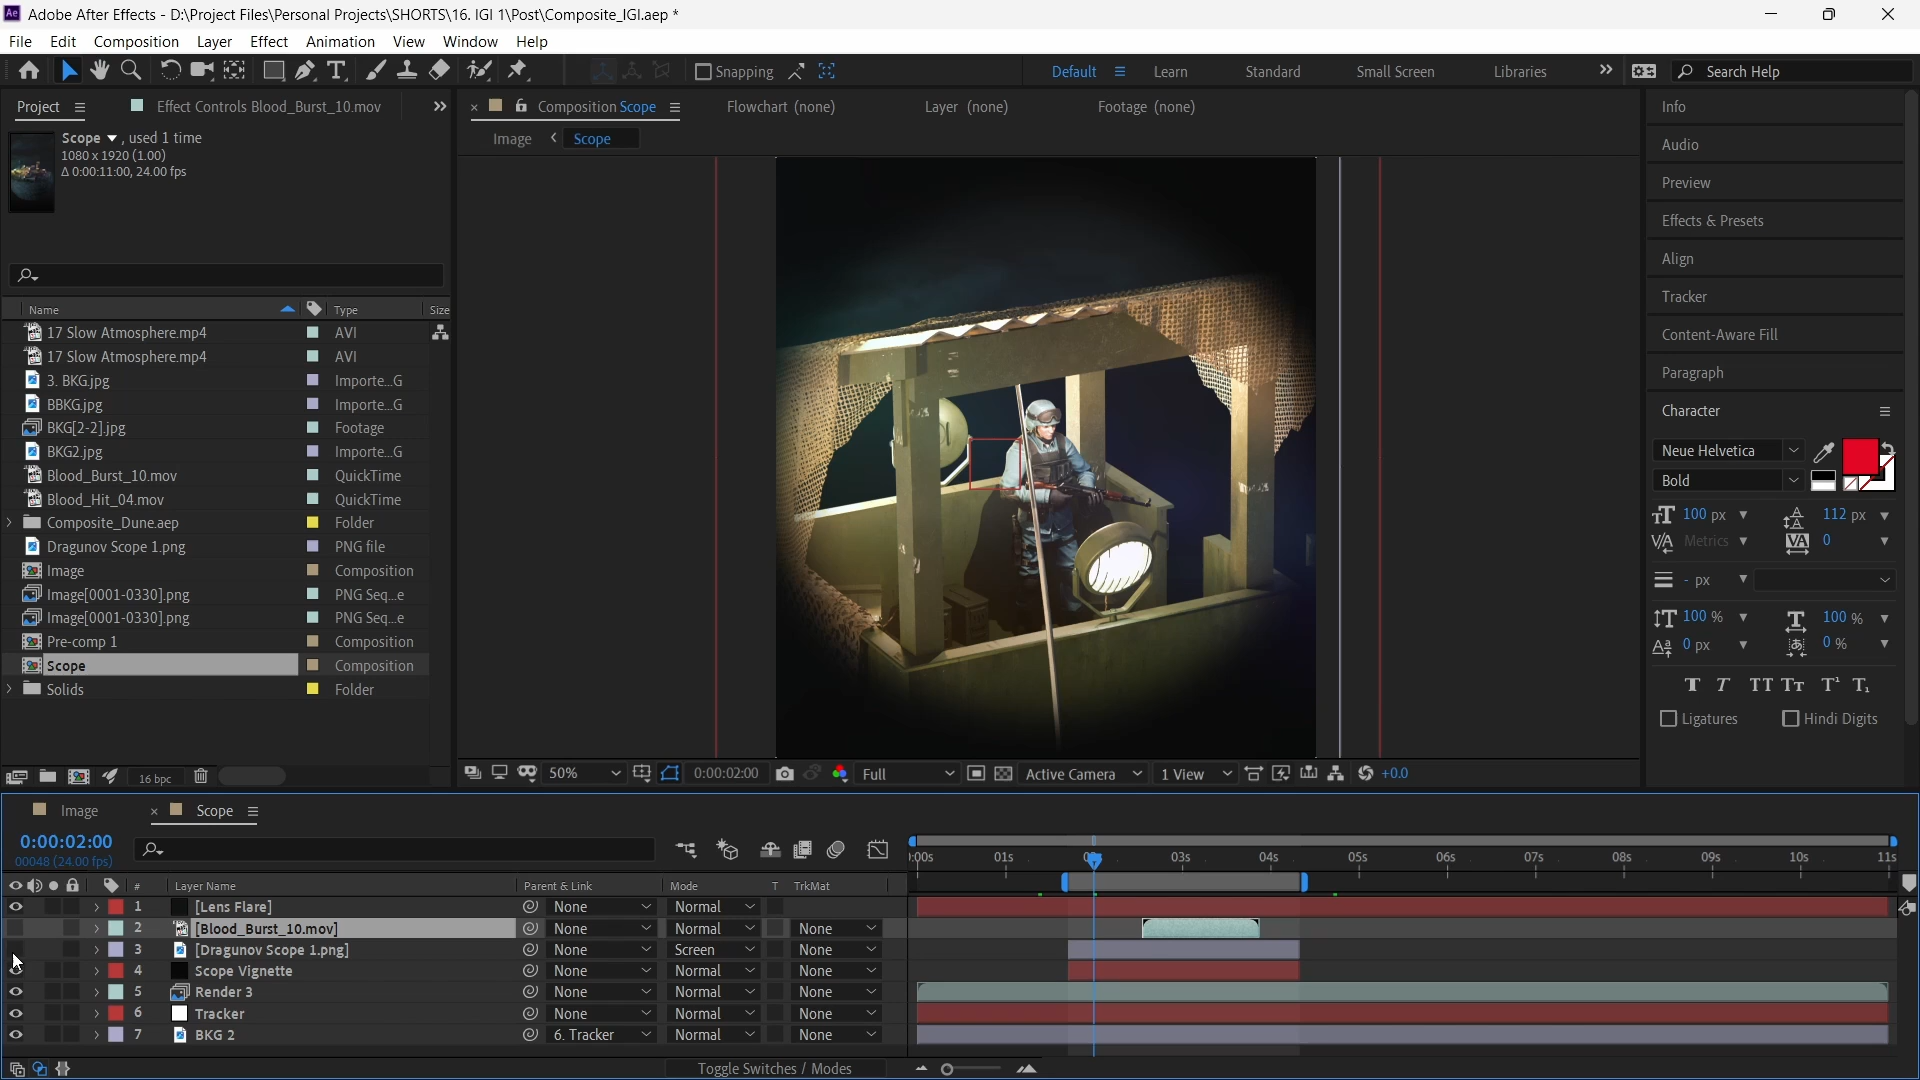 Adobe After Effects - D:\Project Files\Personal Projects\SHORTS\16. IGI 1\Post\Composite_IGI.aep *
File Edit Composition Layer Effect Animation View Window Help
Snapping Default Learn Standard Small Screen Libraries Search Help
Project Effect Controls Blood_Burst_10.mov
Composition Scope Flowchart (none) Layer (none) Footage (none)
Image Scope
Scope , used 1 time
1080 x 1920 (1.00)
Δ 0:00:11:00, 24.00 fps
Name Type Size
17 Slow Atmosphere.mp4 AVI
17 Slow Atmosphere.mp4 AVI
3. BKG.jpg Importe...G
BBKG.jpg Importe...G
BKG[2-2].jpg Footage
BKG2.jpg Importe...G
Blood_Burst_10.mov QuickTime
Blood_Hit_04.mov QuickTime
Composite_Dune.aep Folder
Dragunov Scope 1.png PNG file
Image Composition
Image[0001-0330].png PNG Seq...e
Image[0001-0330].png PNG Seq...e
Pre-comp 1 Composition
Scope Composition
Solids Folder
16 bpc
50% 0:00:02:00 Full Active Camera 1 View +0.0
Info
Audio
Preview
Effects & Presets
Align
Tracker
Content-Aware Fill
Paragraph
Character
Neue Helvetica
Bold
100 px 112 px
Metrics 0
- px
100 % 100 %
0 px 0 %
Ligatures Hindi Digits
Image Scope
0:00:02:00
00048 (24.00 fps)
:00s 01s 03s 04s 05s 06s 07s 08s 09s 10s 11s
# Layer Name Parent & Link Mode T TrkMat
1 [Lens Flare] None Normal
2 [Blood_Burst_10.mov] None Normal None
3 [Dragunov Scope 1.png] None Screen None
4 Scope Vignette None Normal None
5 Render 3 None Normal None
6 Tracker None Normal None
7 BKG 2 6. Tracker Normal None
Toggle Switches / Modes